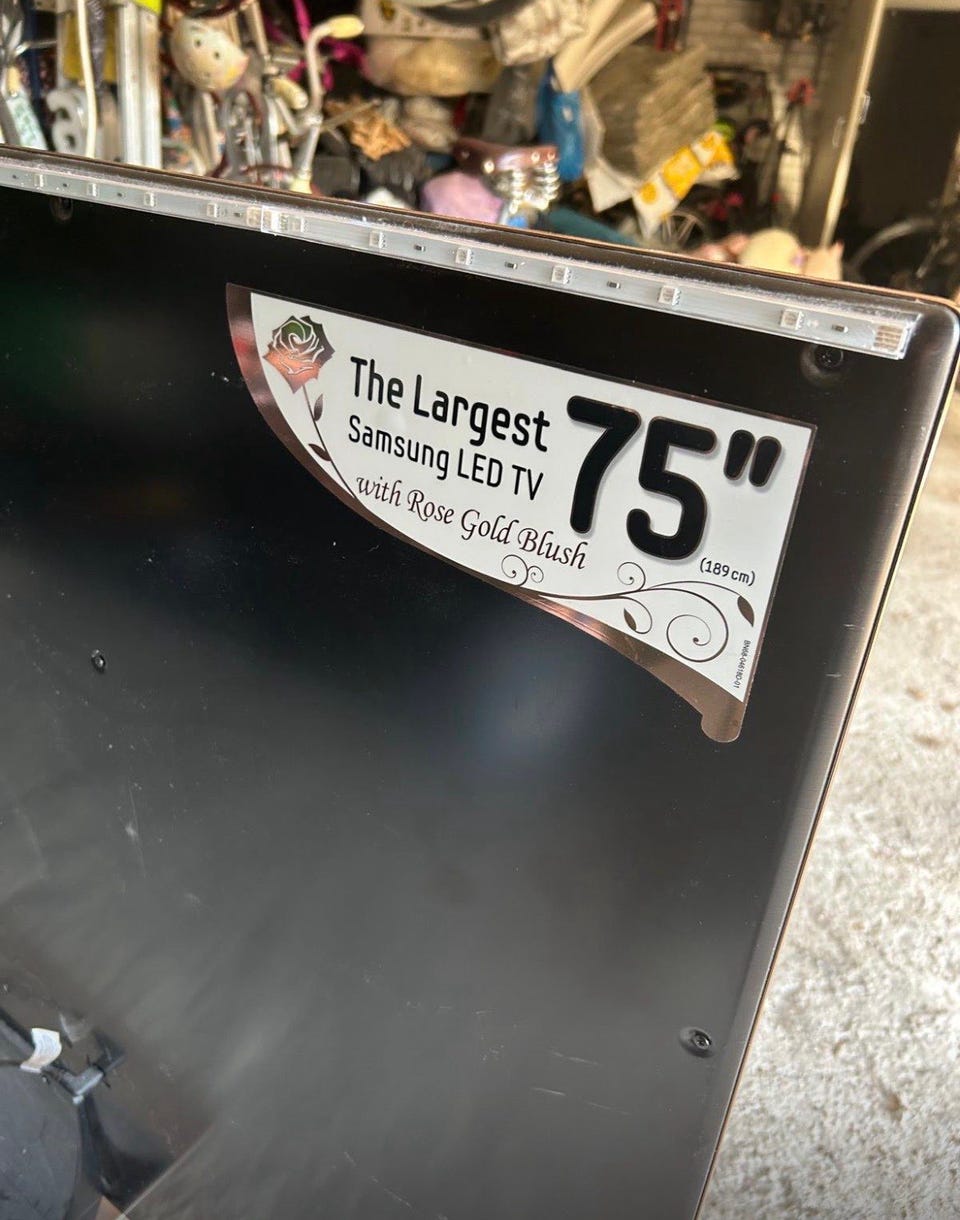 The Largest
Samsung LED TV
with Rose Gold Blush
75"
(189 cm)